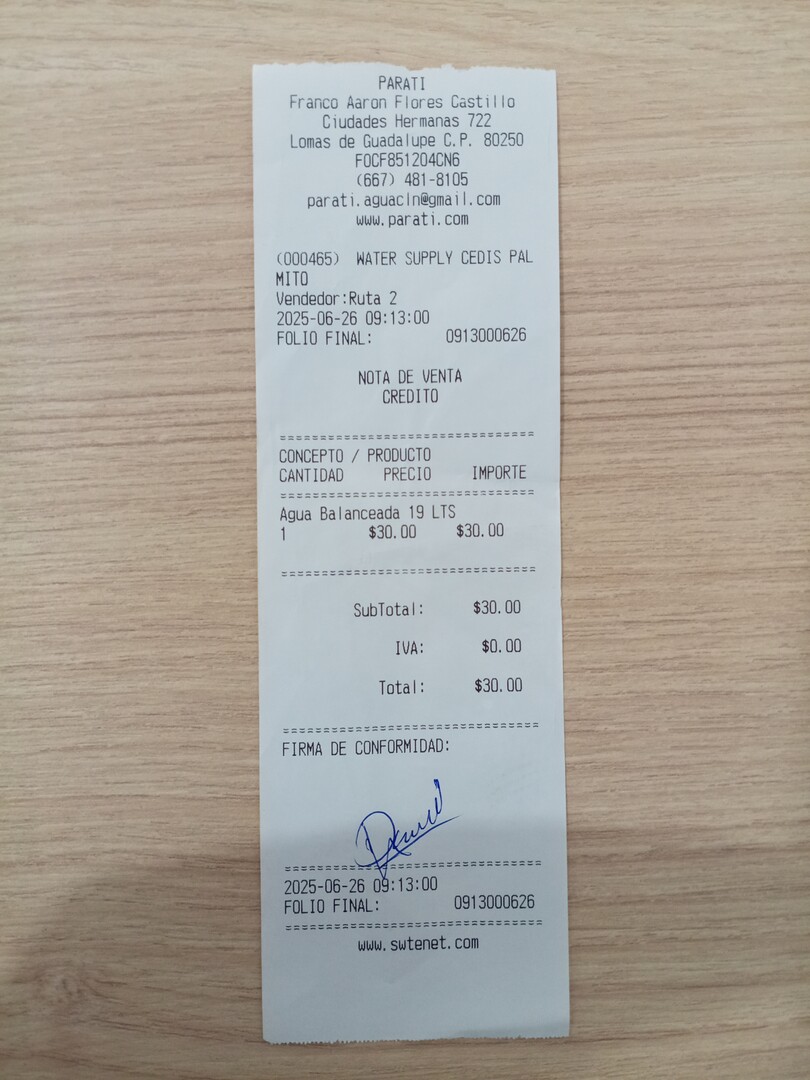 PARATI
Franco Aaron Flores Castillo
Ciudades Hermanas 722
Lomas de Guadalupe C.P. 80250
FOCF851204CN6
(667) 481-8105
parati.aguacln@gmail.com
www.parati.com
(000465) WATER SUPPLY CEDIS PAL
MITO
Vendedor:Ruta 2
2025-06-26 09:13:00
FOLIO FINAL: 0913000626
NOTA DE VENTA
CREDITO
================================
CONCEPTO / PRODUCTO
CANTIDAD PRECIO IMPORTE
================================
Agua Balanceada 19 LTS
1 $30.00 $30.00
================================
SubTotal: $30.00
IVA: $0.00
Total: $30.00
================================
FIRMA DE CONFORMIDAD:
================================
2025-06-26 09:13:00
FOLIO FINAL: 0913000626
================================
www.swtenet.com